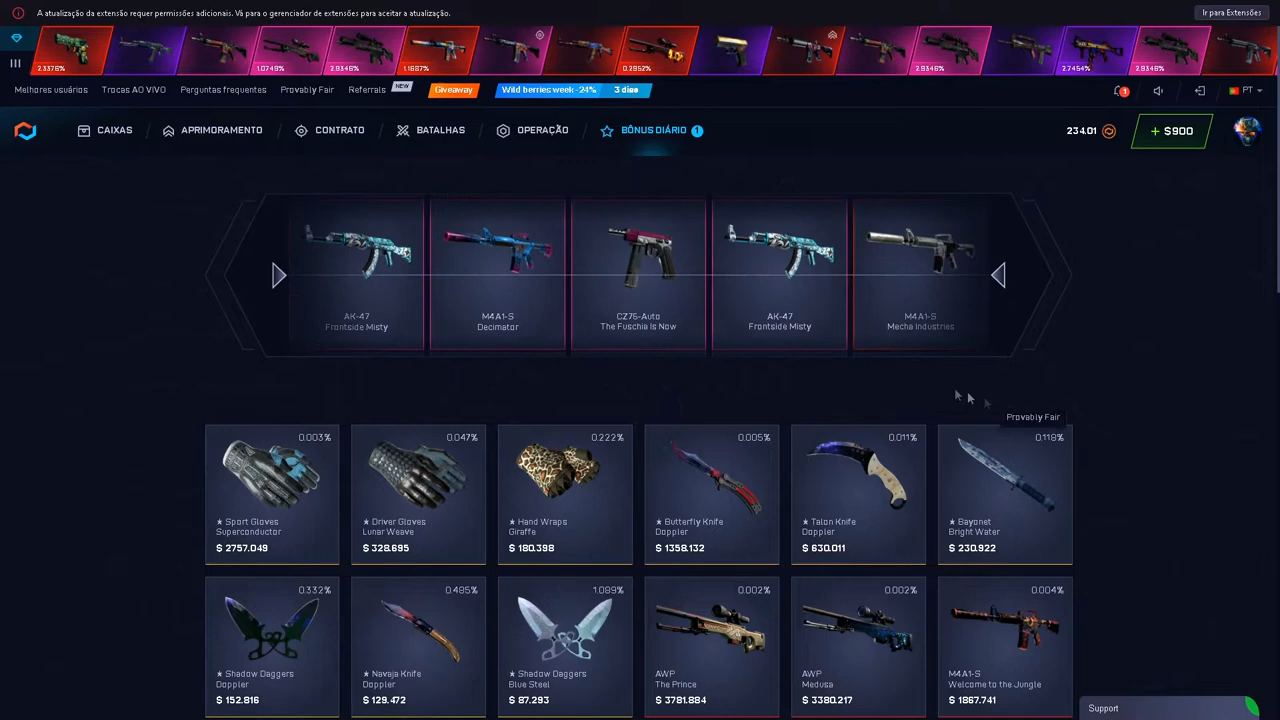 A atualização da extensão requer permissões adicionais. Vá para o gerenciador de extensões para aceitar a atualização.
Ir para Extensões
2.3376%
1.0749%
2.9346%
1.1687%
0.2952%
2.9346%
2.7454%
2.9346%
Melhores usuários
Trocas AO VIVO
Perguntas frequentes
Provably Fair
Referrals
NEW
Giveaway
Wild berries week -24%
3 dias
1
PT
CAIXAS
APRIMORAMENTO
CONTRATO
BATALHAS
OPERAÇÃO
BÔNUS DIÁRIO 1
234.01
+ $900
AK-47
Frontside Misty
M4A1-S
Decimator
CZ75-Auto
The Fuschia Is Now
AK-47
Frontside Misty
M4A1-S
Mecha Industries
Provably Fair
0.003%
★ Sport Gloves
Superconductor
$ 2757.049
0.047%
★ Driver Gloves
Lunar Weave
$ 328.695
0.222%
★ Hand Wraps
Giraffe
$ 180.398
0.005%
★ Butterfly Knife
Doppler
$ 1358.132
0.011%
★ Talon Knife
Doppler
$ 630.011
0.118%
★ Bayonet
Bright Water
$ 230.922
0.332%
★ Shadow Daggers
Doppler
$ 152.816
0.485%
★ Navaja Knife
Doppler
$ 129.472
1.099%
★ Shadow Daggers
Blue Steel
$ 87.293
0.002%
AWP
The Prince
$ 3781.884
0.002%
AWP
Medusa
$ 3380.217
0.004%
M4A1-S
Welcome to the Jungle
$ 1867.741
Support